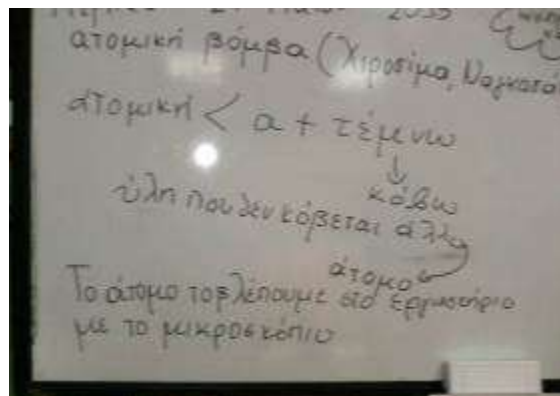 ατομική βόμβα (Χιροσίμα, Ναγκασά
ατομική < α + τέμνω
↓
κόβω
ύλη που δεν κόβεται άλλο
άτομο
Το άτομο το βλέπουμε στο εργαστήριο
με το μικροσκόπιο